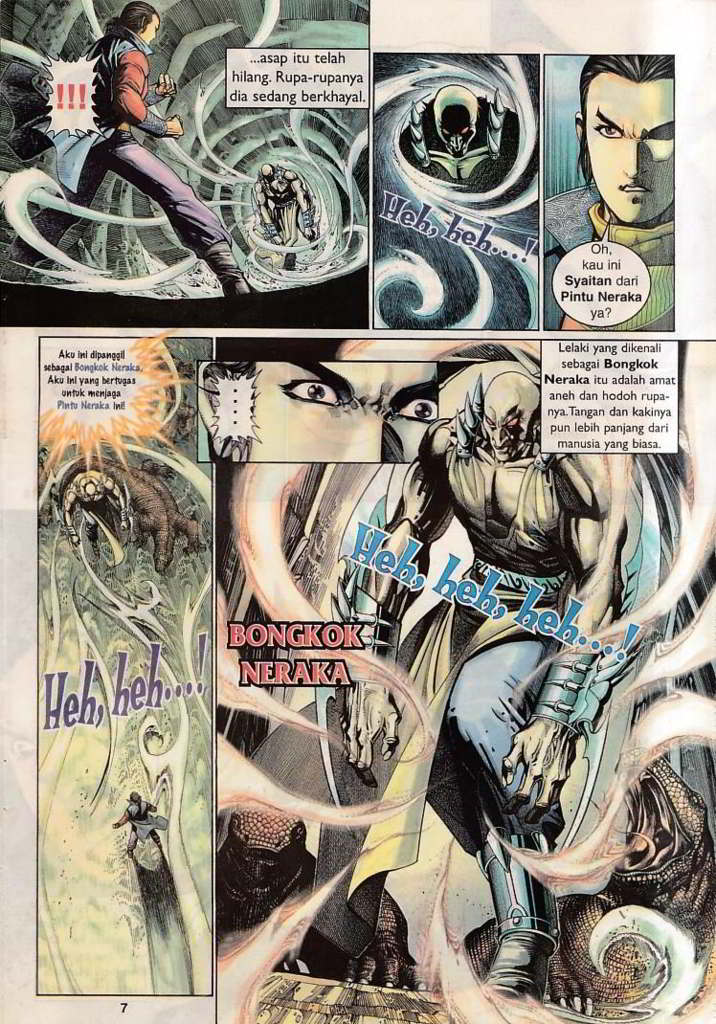 !!!
...asap itu telah
hilang. Rupa-rupanya
dia sedang berkhayal.
Heh, heh....!
Oh,
kau ini
Syaitan dari
Pintu Neraka
ya?
Aku ini dipanggil
sebagai Bongkok Neraka.
Aku ini yang bertugas
untuk menjaga
Pintu Neraka ini!
Heh, heh....!
Lelaki yang dikenali
sebagai Bongkok
Neraka itu adalah amat
aneh dan hodoh rupa-
nya.Tangan dan kakinya
pun lebih panjang dari
manusia yang biasa.
Heh, heh, heh....!
BONGKOK
NERAKA
7